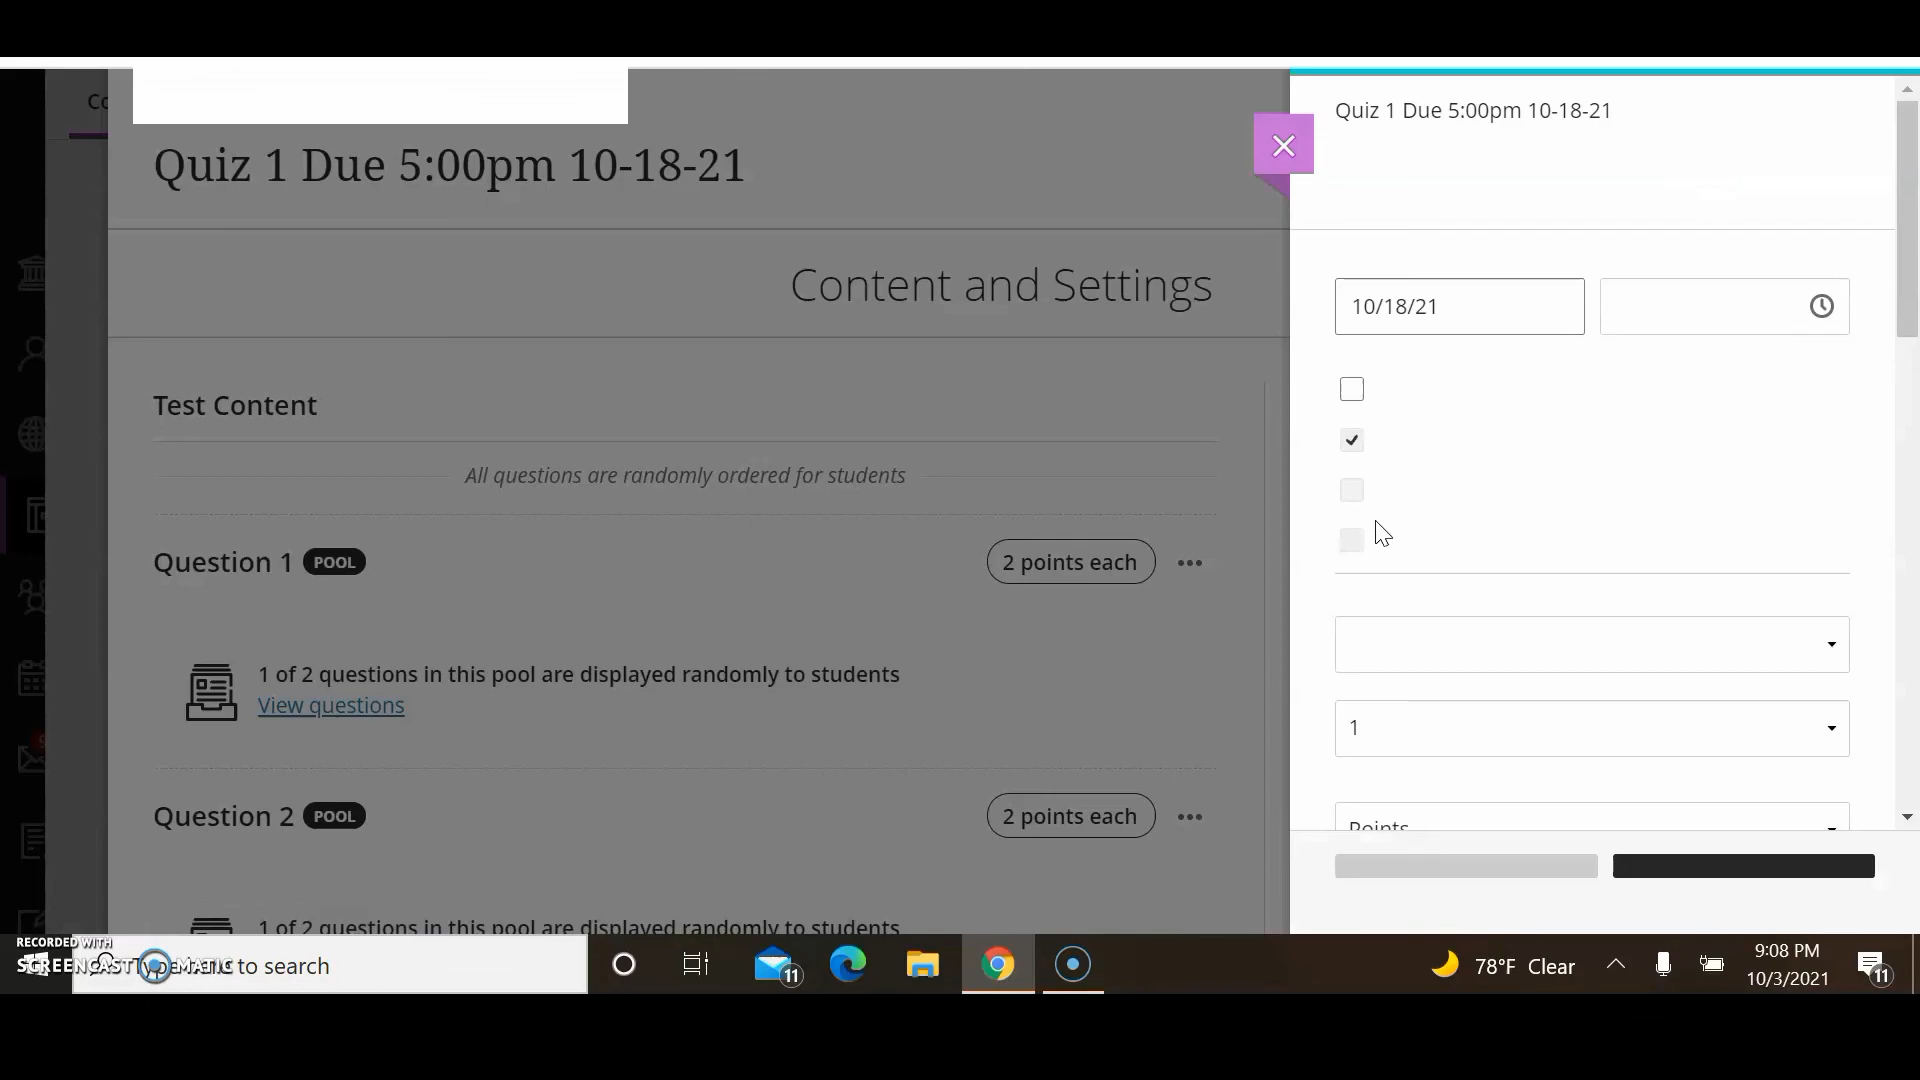 Co
Quiz 1 Due 5:00pm 10-18-21
Content and Settings
Test Content
All questions are randomly ordered for students
Question 1 POOL 2 points each
1 of 2 questions in this pool are displayed randomly to students
View questions
Question 2 POOL 2 points each
1 of 2 questions in this pool are displayed randomly to students
Quiz 1 Due 5:00pm 10-18-21
10/18/21
1
Points
RECORDED WITH
SCREENCAST MATIC
to search
11
78°F Clear
9:08 PM
10/3/2021
11